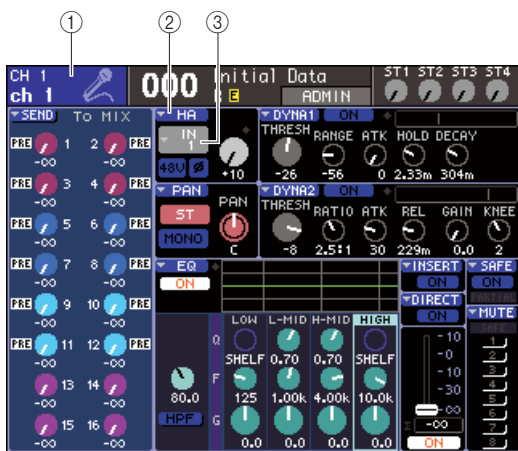 ① ② ③
CH 1
ch 1
000 Initial Data
E ADMIN
ST1 ST2 ST3 ST4
SEND To MIX
PRE 1 2 PRE
-∞ -∞
PRE 3 4 PRE
-∞ -∞
PRE 5 6 PRE
-∞ -∞
PRE 7 8 PRE
-∞ -∞
PRE 9 10 PRE
-∞ -∞
PRE 11 12 PRE
-∞ -∞
13 14
-∞ -∞
15 16
-∞ -∞
HA
IN
1
48V Ø +10
DYNA1 ON
THRESH RANGE ATK HOLD DECAY
-26 -56 0 2.33m 304m
PAN
PAN
ST
MONO C
DYNA2 ON
THRESH RATIO ATK REL GAIN KNEE
-8 2.5:1 30 229m 0.0 2
EQ
ON
LOW L-MID H-MID HIGH
Q
SHELF 0.70 0.70 SHELF
F
80.0 125 1.00k 4.00k 10.0k
HPF G
0.0 0.0 0.0 0.0
INSERT
ON
DIRECT
ON
-10
-0
-10
-30
-∞
-∞
ON
SAFE
ON
PARTIAL
MUTE
SAFE
1
2
3
4
5
6
7
8